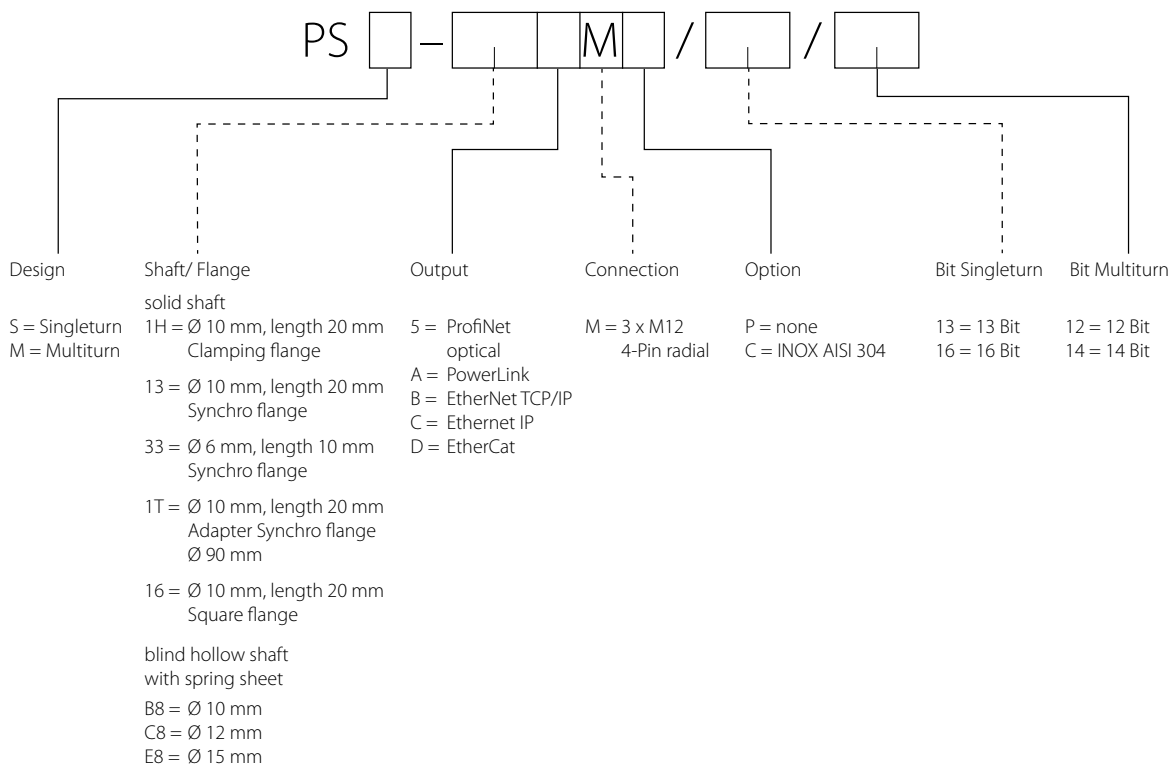 PS – M / /
Design
S = Singleturn
M = Multiturn
Shaft/ Flange
solid shaft
1H = Ø 10 mm, length 20 mm
Clamping flange
13 = Ø 10 mm, length 20 mm
Synchro flange
33 = Ø 6 mm, length 10 mm
Synchro flange
1T = Ø 10 mm, length 20 mm
Adapter Synchro flange
Ø 90 mm
16 = Ø 10 mm, length 20 mm
Square flange
blind hollow shaft
with spring sheet
B8 = Ø 10 mm
C8 = Ø 12 mm
E8 = Ø 15 mm
Output
5 = ProfiNet
optical
A = PowerLink
B = EtherNet TCP/IP
C = Ethernet IP
D = EtherCat
Connection
M = 3 x M12
4-Pin radial
Option
P = none
C = INOX AISI 304
Bit Singleturn
13 = 13 Bit
16 = 16 Bit
Bit Multiturn
12 = 12 Bit
14 = 14 Bit